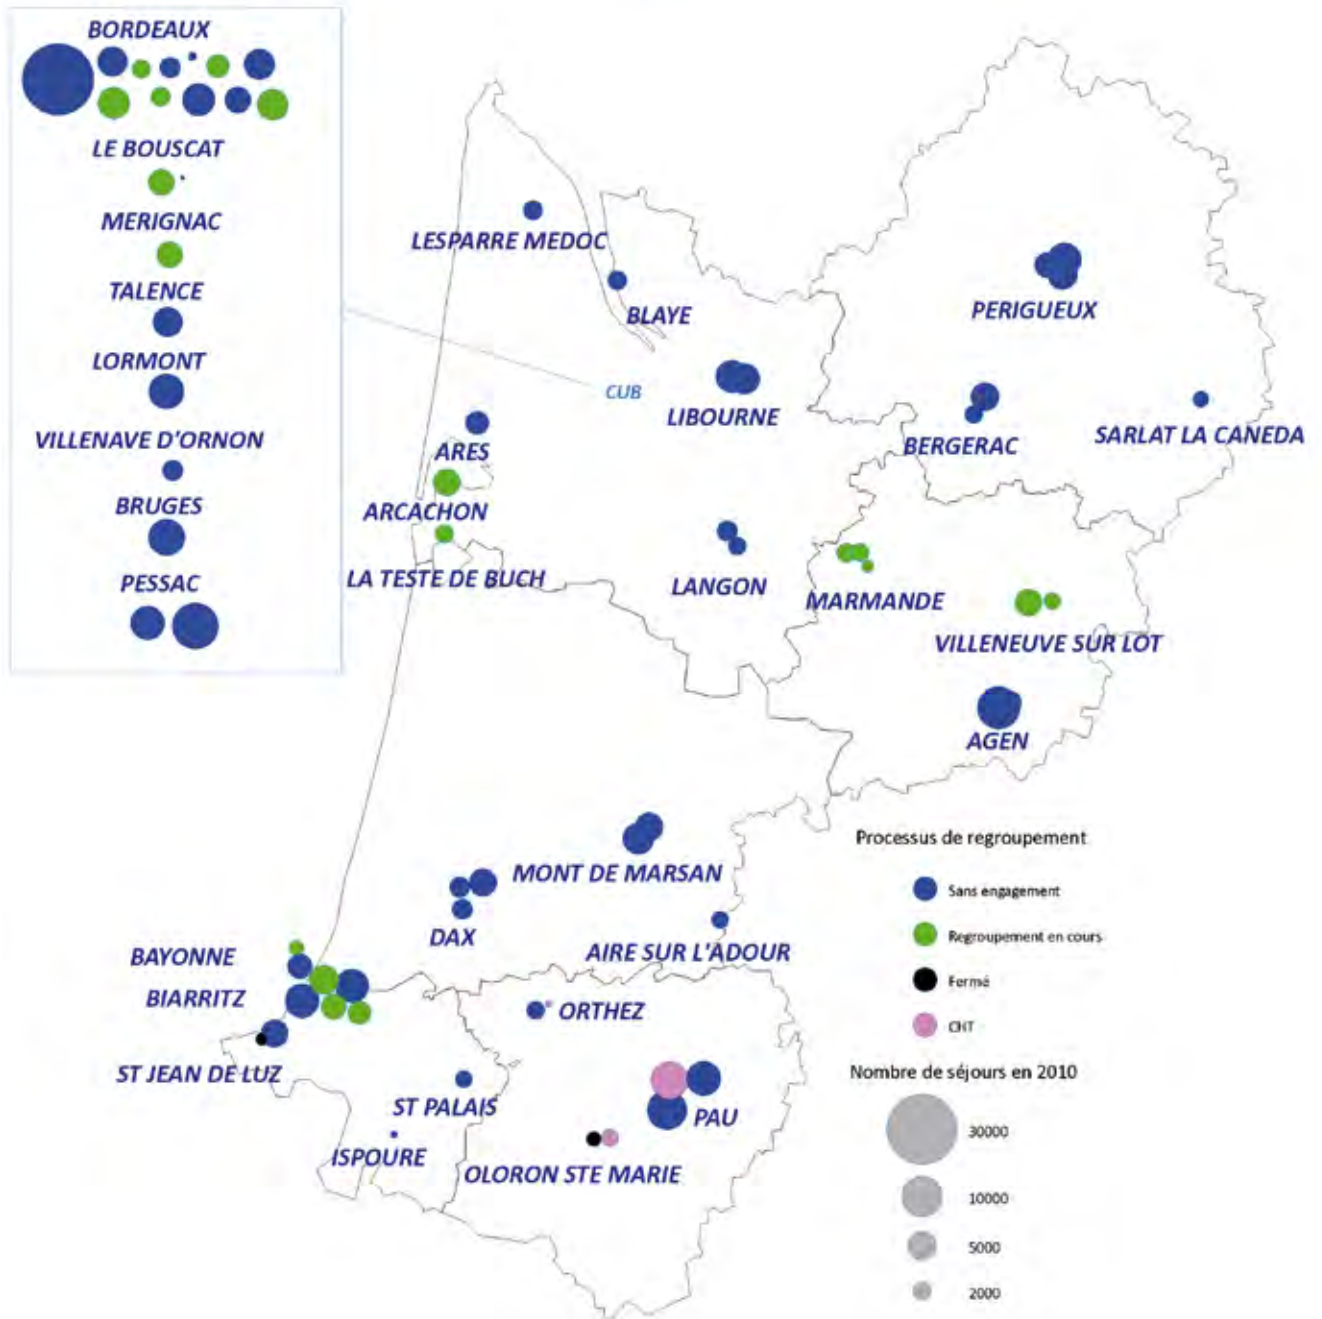 BORDEAUX
LE BOUSCAT
MERIGNAC
TALENCE
LORMONT
VILLENAVE D'ORNON
BRUGES
PESSAC
LESPARRE MEDOC
BLAYE
CUB
LIBOURNE
PERIGUEUX
BERGERAC
SARLAT LA CANEDA
ARES
ARCACHON
LA TESTE DE BUCH
LANGON
MARMANDE
VILLENEUVE SUR LOT
AGEN
MONT DE MARSAN
DAX
AIRE SUR L'ADOUR
BAYONNE
BIARRITZ
ST JEAN DE LUZ
ORTHEZ
ST PALAIS
PAU
ISPOURE
OLORON STE MARIE
Processus de regroupement
Sans engagement
Regroupement en cours
Fermé
CHT
Nombre de séjours en 2010
30000
10000
5000
2000